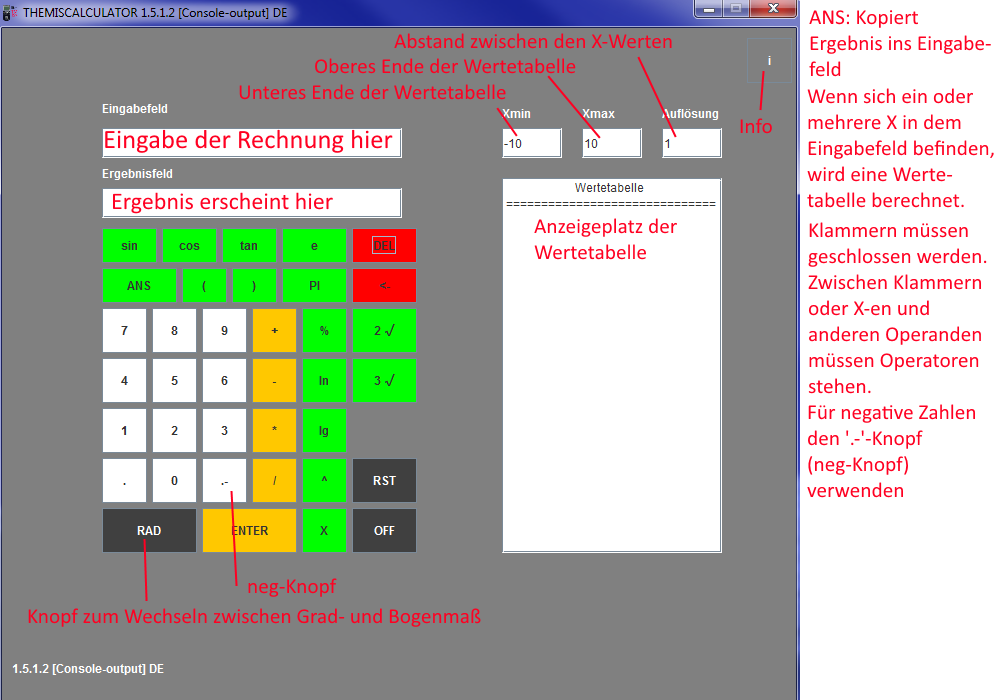 THEMISCALCULATOR 1.5.1.2 [Console-output] DE
Abstand zwischen den X-Werten
Oberes Ende der Wertetabelle
Unteres Ende der Wertetabelle
i
Info
Eingabefeld
Xmin
Xmax
Auflösung
Eingabe der Rechnung hier
-10
10
1
Ergebnisfeld
Ergebnis erscheint hier
Wertetabelle
==============================
Anzeigeplatz der
Wertetabelle
sin cos tan e DEL
ANS ( ) PI <-
7 8 9 + % 2 √
4 5 6 - ln 3 √
1 2 3 * lg
. 0 .- / ^ RST
RAD ENTER X OFF
neg-Knopf
Knopf zum Wechseln zwischen Grad- und Bogenmaß
1.5.1.2 [Console-output] DE
ANS: Kopiert
Ergebnis ins Eingabe-
feld
Wenn sich ein oder
mehrere X in dem
Eingabefeld befinden,
wird eine Werte-
tabelle berechnet.
Klammern müssen
geschlossen werden.
Zwischen Klammern
oder X-en und
anderen Operanden
müssen Operatoren
stehen.
Für negative Zahlen
den '.-'-Knopf
(neg-Knopf)
verwenden